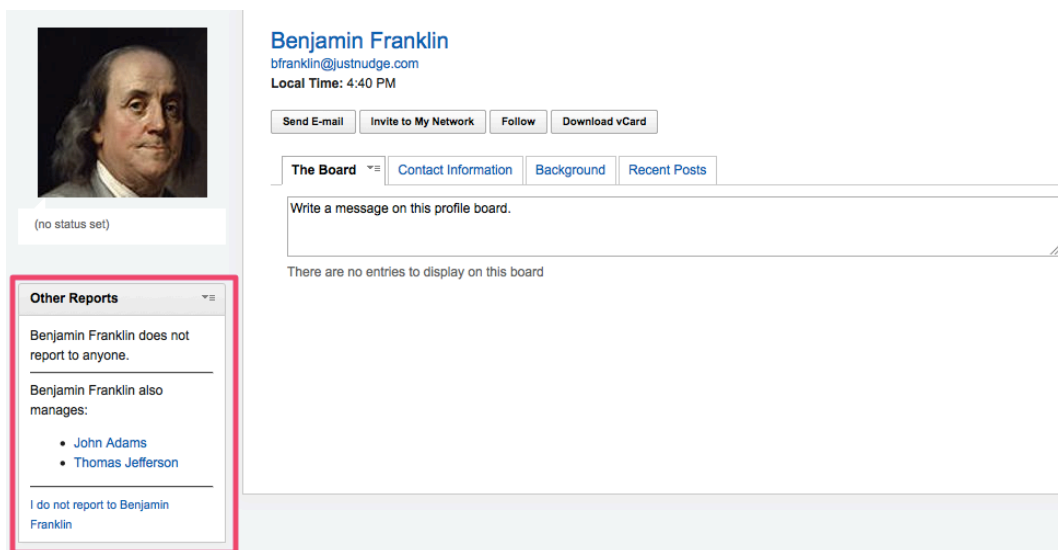 Benjamin Franklin
bfranklin@justnudge.com
Local Time: 4:40 PM
Send E-mail
Invite to My Network
Follow
Download vCard
The Board
Contact Information
Background
Recent Posts
Write a message on this profile board.
There are no entries to display on this board
(no status set)
Other Reports
Benjamin Franklin does not
report to anyone.
Benjamin Franklin also
manages:
John Adams
Thomas Jefferson
I do not report to Benjamin
Franklin